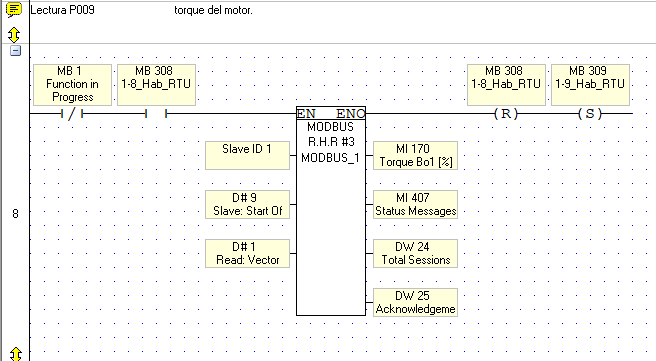 Lectura P009 torque del motor.
MB 1
Function in
Progress
MB 308
1-8_Hab_RTU
MB 308
1-8_Hab_RTU
MB 309
1-9_Hab_RTU
(R)
(S)
EN ENO
MODBUS
R.H.R #3
MODBUS_1
Slave ID 1
MI 170
Torque Bo1 [%]
D# 9
Slave: Start Of
MI 407
Status Messages
8
D# 1
Read: Vector
DW 24
Total Sessions
DW 25
Acknowledgeme